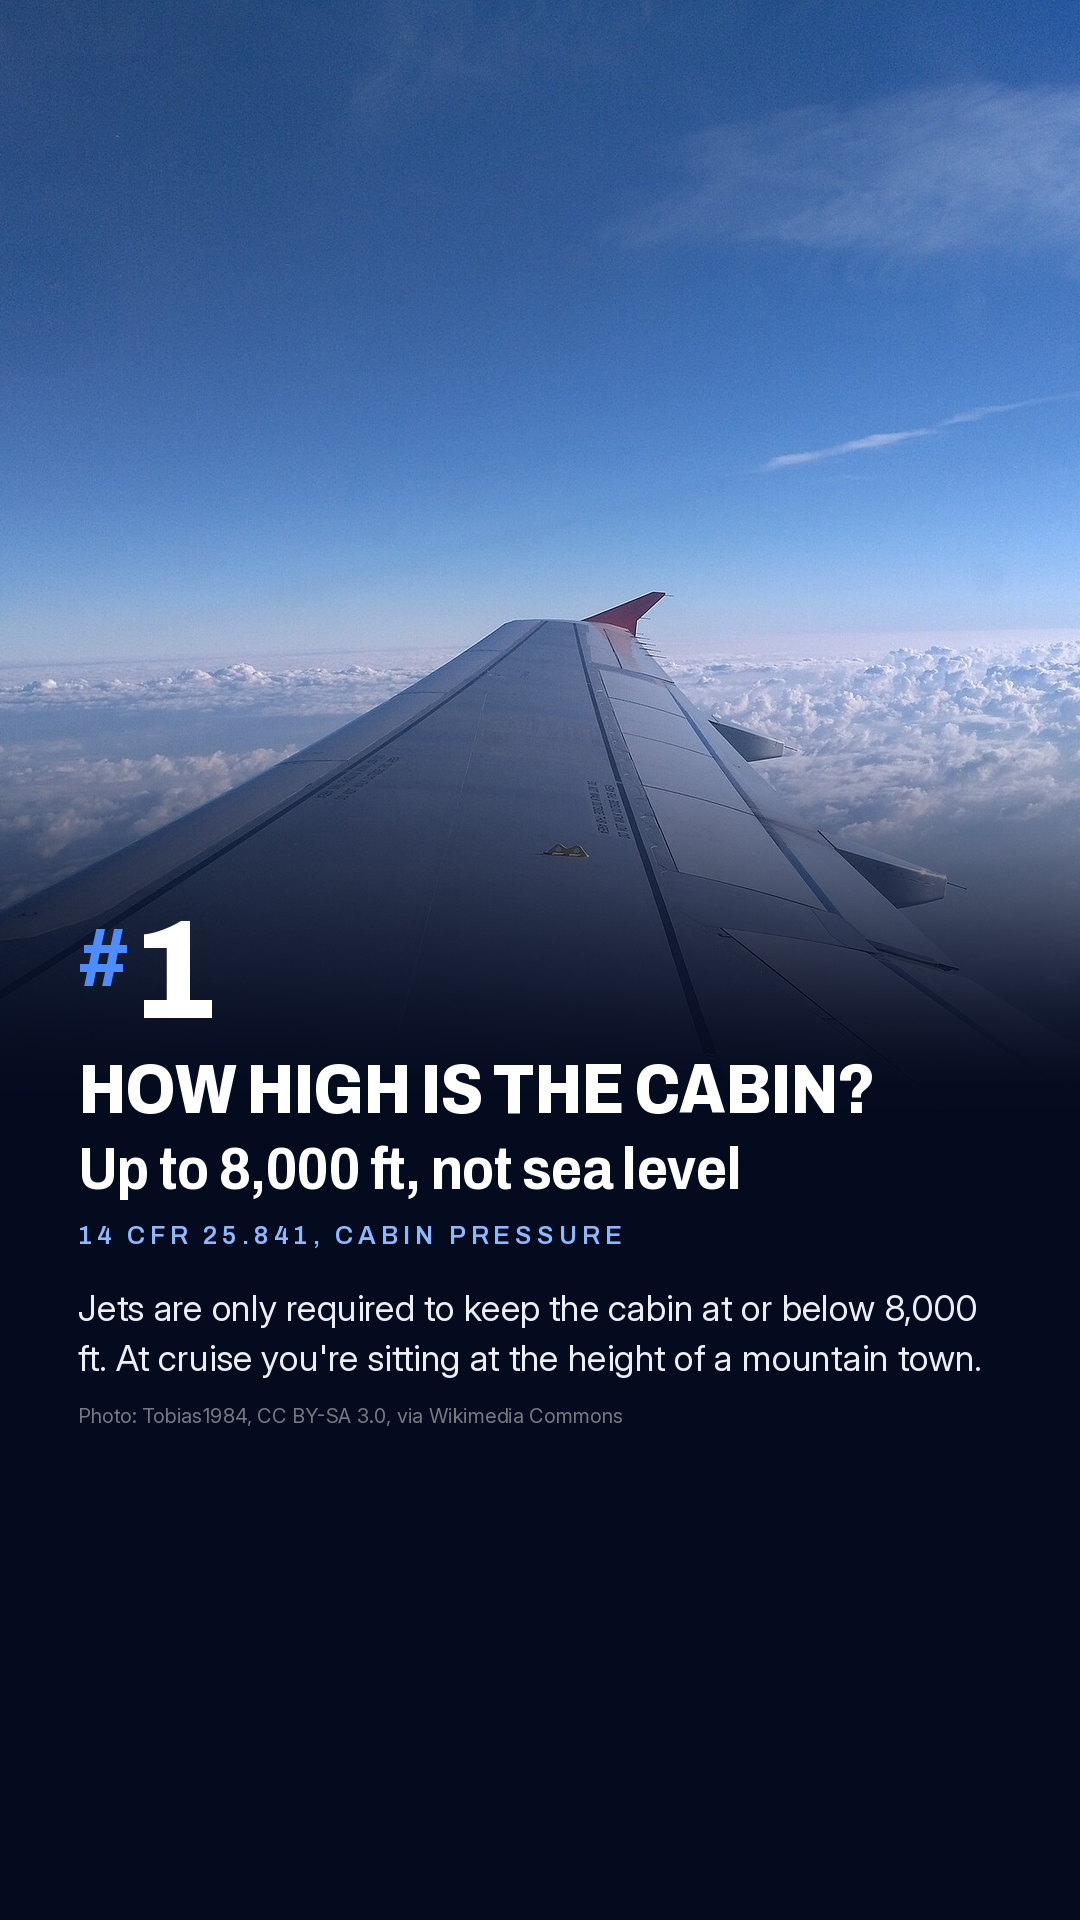 #1
HOW HIGH IS THE CABIN?
Up to 8,000 ft, not sea level
14 CFR 25.841, CABIN PRESSURE
Jets are only required to keep the cabin at or below 8,000
ft. At cruise you're sitting at the height of a mountain town.
Photo: Tobias1984, CC BY-SA 3.0, via Wikimedia Commons